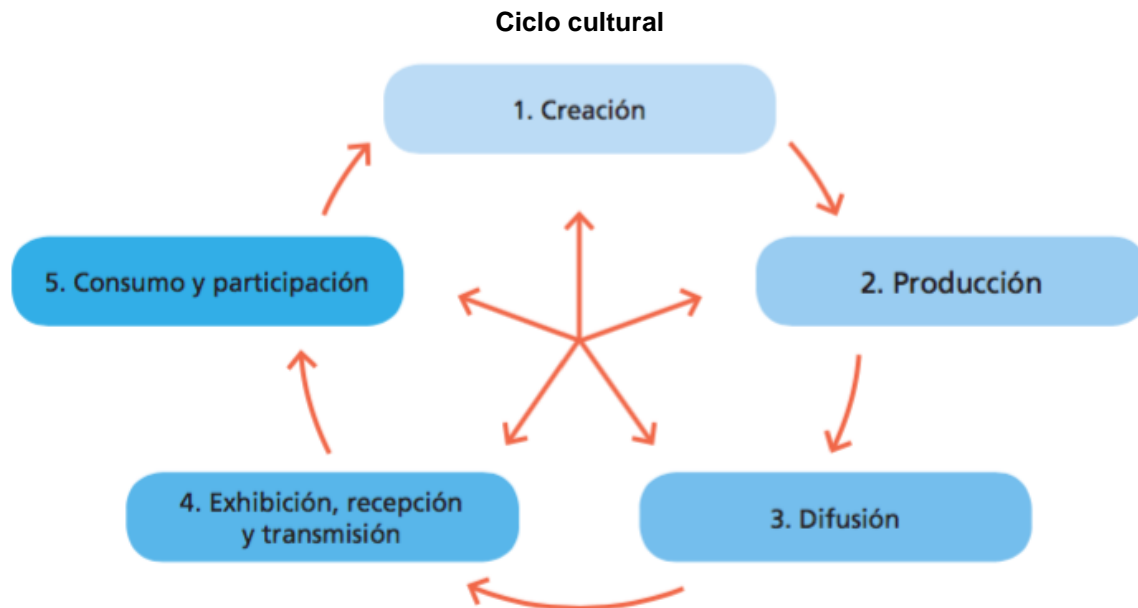 Ciclo cultural
1. Creación
2. Producción
3. Difusión
4. Exhibición, recepción
y transmisión
5. Consumo y participación